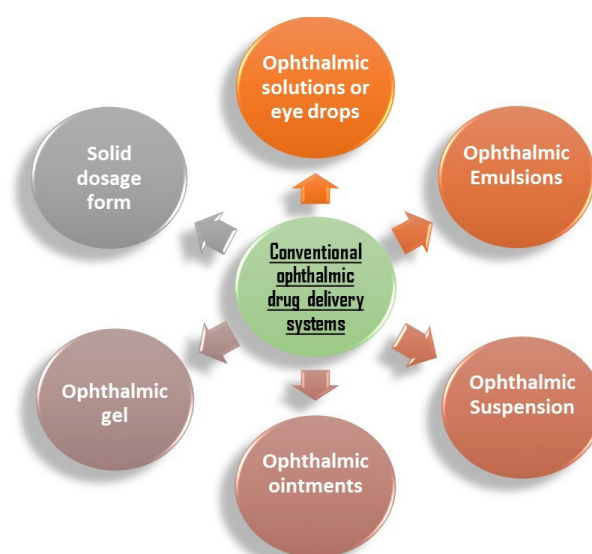 Ophthalmic
solutions or
eye drops
Ophthalmic
Emulsions
Ophthalmic
Suspension
Ophthalmic
ointments
Ophthalmic
gel
Solid
dosage
form
Conventional
ophthalmic
drug delivery
systems